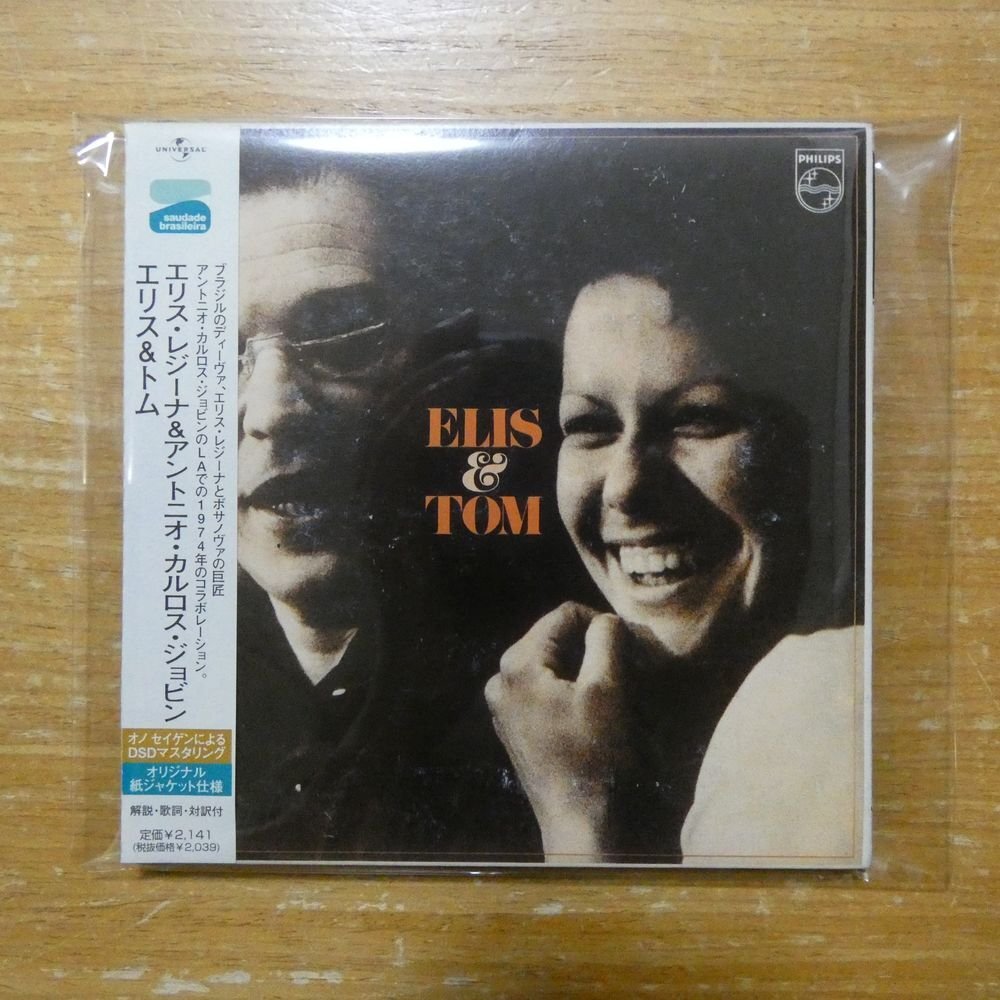 UNIVERSAL
saudade
brasileira
ブラジルのディーヴァ、エリス・レジーナとボサノヴァの巨匠
アントニオ・カルロス・ジョビンのLAでの1974年のコラボレーション。
エリス・レジーナ&アントニオ・カルロス・ジョビン
エリス&トム
オノ セイゲンによる
DSDマスタリング
オリジナル
紙ジャケット仕様
解説・歌詞・対訳付
定価¥2,141
(税抜価格¥2,039)
PHILIPS
ELIS
&
TOM